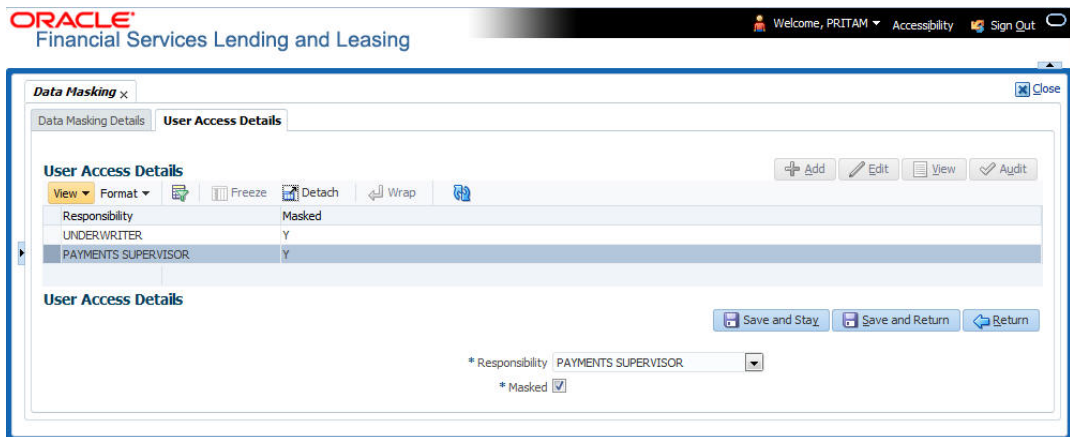 ORACLE®
Financial Services Lending and Leasing
Welcome, PRITAM Accessibility Sign Out
Data Masking x
Close
Data Masking Details User Access Details
User Access Details
Add Edit View Audit
View Format Freeze Detach Wrap
Responsibility Masked
UNDERWRITER Y
PAYMENTS SUPERVISOR Y
User Access Details
Save and Stay Save and Return Return
* Responsibility PAYMENTS SUPERVISOR
* Masked